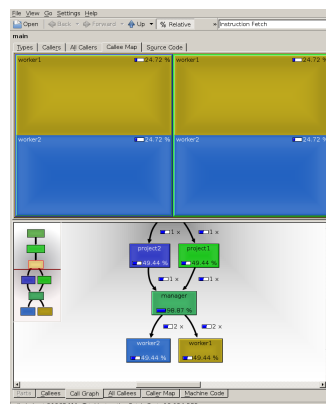 File View Go Settings Help
Open Back Forward Up % Relative Instruction Fetch
main
Types Callers All Callers Callee Map Source Code
worker1 24.72 % worker1 24.72 %
worker2 24.72 % worker2 24.72 %
1 x 1 x
project2 project1
49.44 % 49.44 %
1 x 1 x
manager
98.87 %
2 x 2 x
worker2 worker1
49.44 % 49.44 %
Parts Callees Call Graph All Callees Caller Map Machine Code